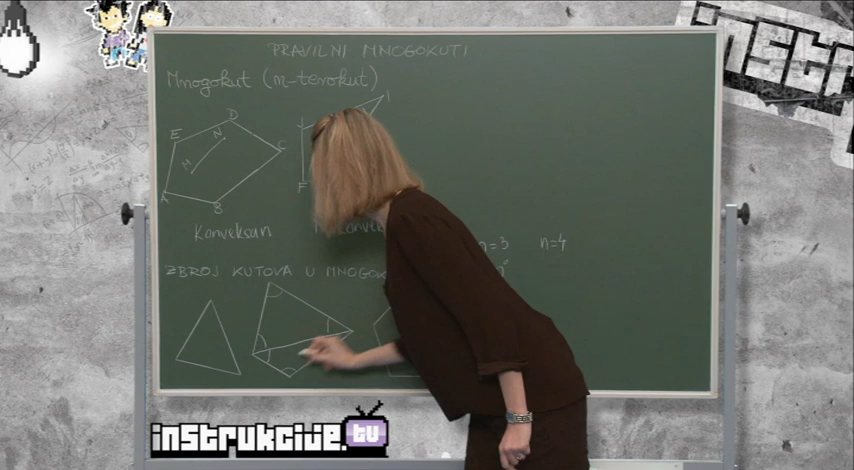 PRAVILNI MNOGOKUTI
Mnogokut (n-terokut)
E
D
N
M
C
A
B
F
Konveksan
n=3 n=4
ZBROJ KUTOVA U MNOGOK
instrukcije.tv